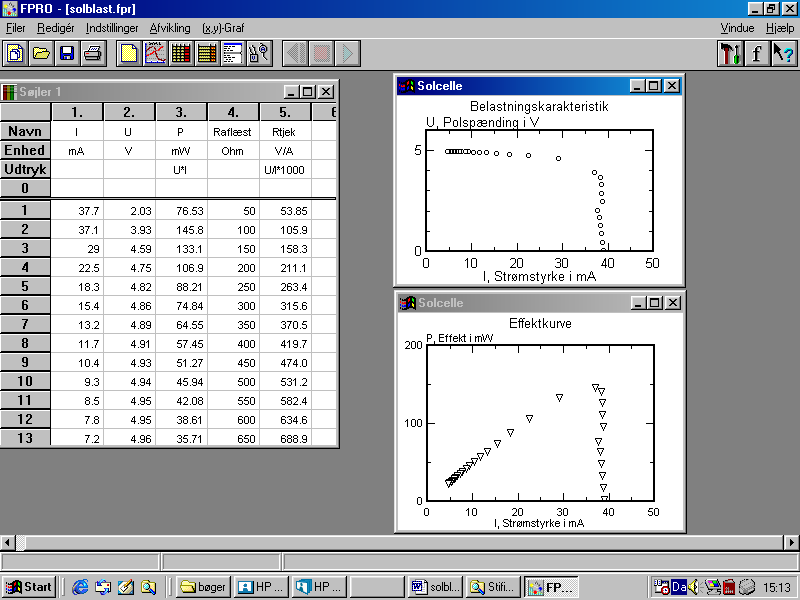 FPRO - [solblast.fpr]
Filer Redigér Indstillinger Afvikling (x,y)-Graf Vindue Hjælp
Søjler 1
1. 2. 3. 4. 5. 6
Navn I U P Raflæst Rtjek
Enhed mA V mW Ohm V/A
Udtryk U*I U/I*1000
0
1 37.7 2.03 76.53 50 53.85
2 37.1 3.93 145.8 100 105.9
3 29 4.59 133.1 150 158.3
4 22.5 4.75 106.9 200 211.1
5 18.3 4.82 88.21 250 263.4
6 15.4 4.86 74.84 300 315.6
7 13.2 4.89 64.55 350 370.5
8 11.7 4.91 57.45 400 419.7
9 10.4 4.93 51.27 450 474.0
10 9.3 4.94 45.94 500 531.2
11 8.5 4.95 42.08 550 582.4
12 7.8 4.95 38.61 600 634.6
13 7.2 4.96 35.71 650 688.9
Solcelle
Belastningskarakteristik
U, Polspænding i V
5
0
0 10 20 30 40 50
I, Strømstyrke i mA
Solcelle
Effektkurve
P, Effekt i mW
200
100
0
0 10 20 30 40 50
I, Strømstyrke i mA
Start bøger HP ... HP ... solbl... Stifi... FP... Da 15:13